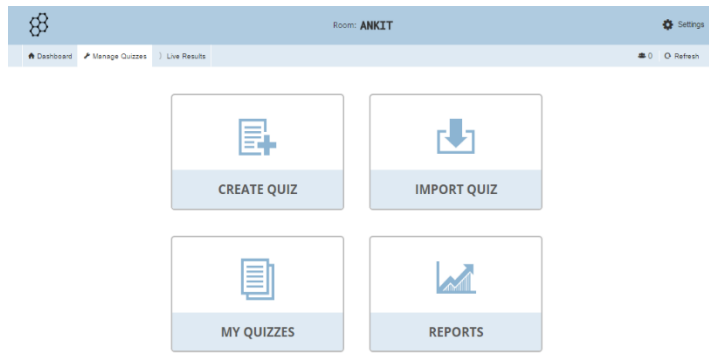 Room: ANKIT
Settings
Dashboard Manage Quizzes Live Results
0 Refresh
CREATE QUIZ IMPORT QUIZ
MY QUIZZES REPORTS